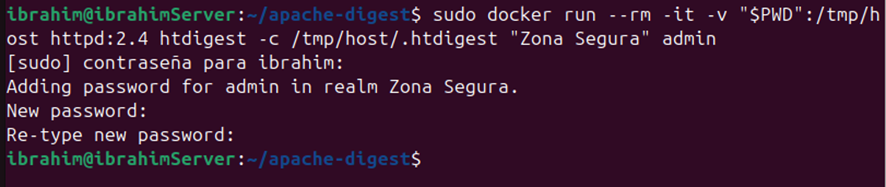 ibrahim@ibrahimServer:~/apache-digest$ sudo docker run --rm -it -v "$PWD":/tmp/h
ost httpd:2.4 htdigest -c /tmp/host/.htdigest "Zona Segura" admin
[sudo] contraseña para ibrahim:
Adding password for admin in realm Zona Segura.
New password:
Re-type new password:
ibrahim@ibrahimServer:~/apache-digest$